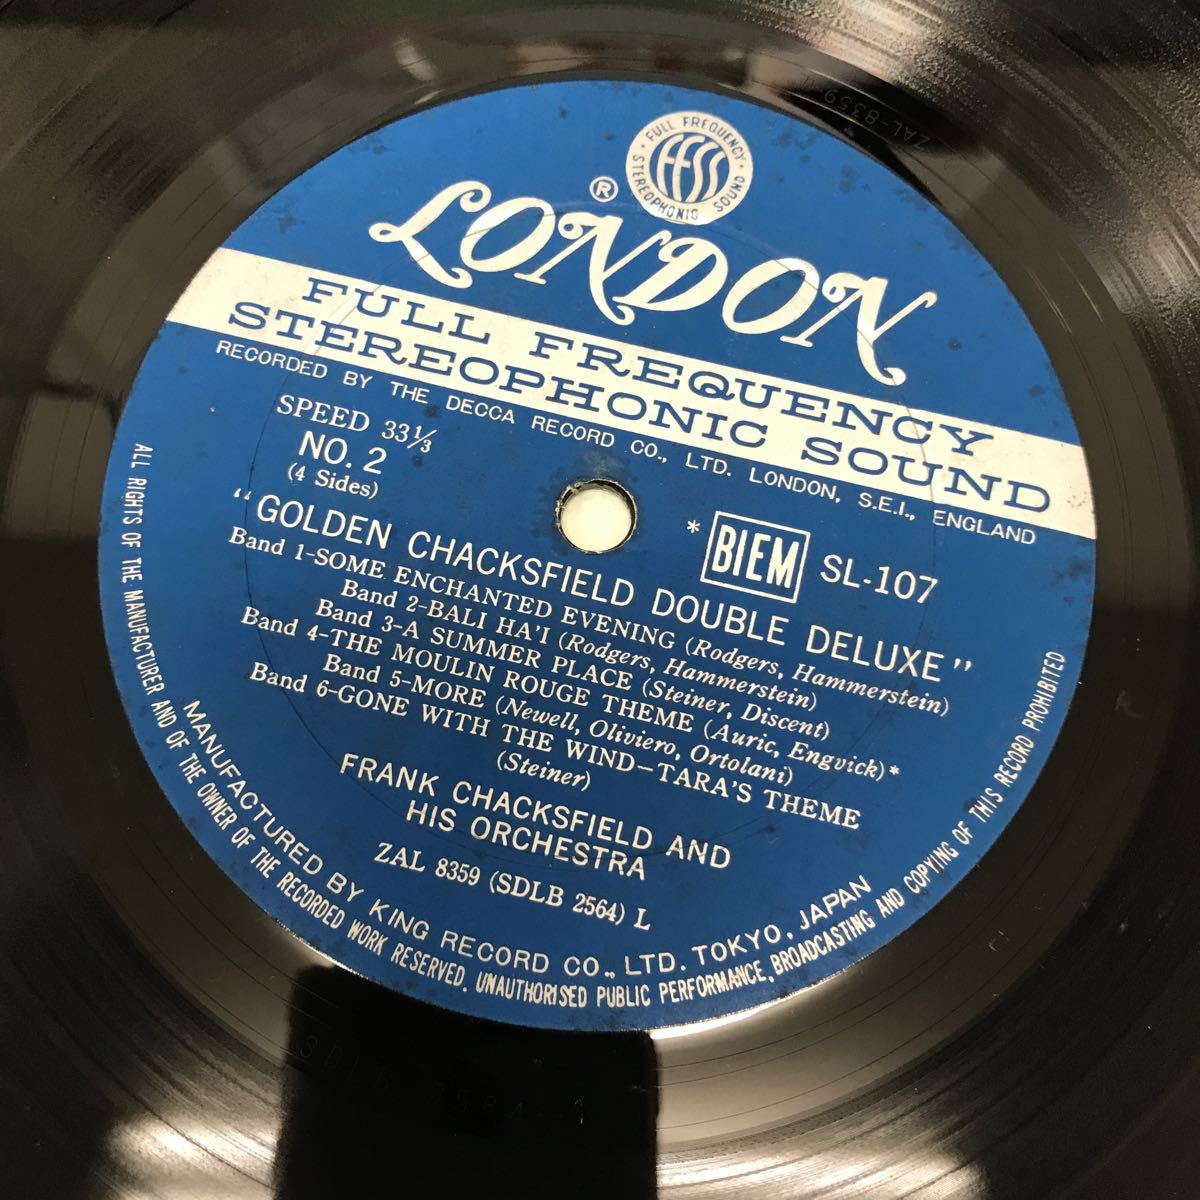 FULL FREQUENCY
FFSS
STEREOPHONIC SOUND
LONDON ®
FULL FREQUENCY
STEREOPHONIC SOUND
RECORDED BY THE DECCA RECORD CO., LTD. LONDON, S.E.I., ENGLAND
SPEED 33⅓
NO. 2
(4 Sides)
* BIEM SL-107
"GOLDEN CHACKSFIELD DOUBLE DELUXE"
Band 1-SOME ENCHANTED EVENING (Rodgers, Hammerstein)
Band 2-BALI HA'I (Rodgers, Hammerstein)
Band 3-A SUMMER PLACE (Steiner, Discent)
Band 4-THE MOULIN ROUGE THEME (Auric, Engvick)*
Band 5-MORE (Newell, Oliviero, Ortolani)
Band 6-GONE WITH THE WIND-TARA'S THEME
(Steiner)
FRANK CHACKSFIELD AND
HIS ORCHESTRA
ZAL 8359 (SDLB 2564) L
MANUFACTURED BY KING RECORD CO., LTD. TOKYO, JAPAN
ALL RIGHTS OF THE MANUFACTURER AND OF THE OWNER OF THE RECORDED WORK RESERVED. UNAUTHORISED PUBLIC PERFORMANCE, BROADCASTING AND COPYING OF THIS RECORD PROHIBITED
ZAL-8359